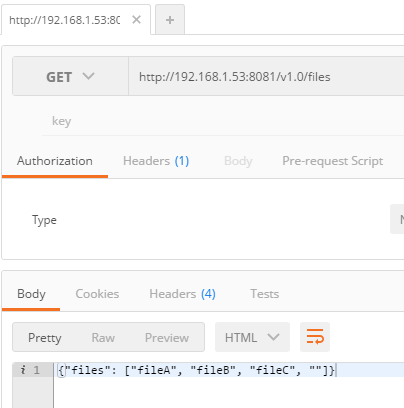 http://192.168.1.53:80
GET http://192.168.1.53:8081/v1.0/files
key
Authorization Headers (1) Body Pre-request Script
Type N
Body Cookies Headers (4) Tests
Pretty Raw Preview HTML
i 1 {"files": ["fileA", "fileB", "fileC", ""]}